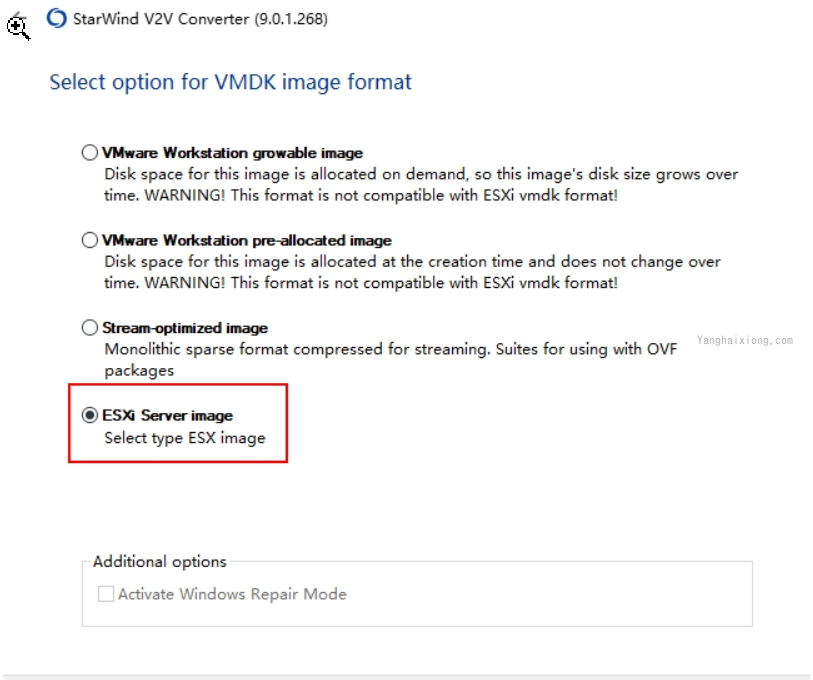 StarWind V2V Converter (9.0.1.268)
Select option for VMDK image format
VMware Workstation growable image
Disk space for this image is allocated on demand, so this image's disk size grows over
time. WARNING! This format is not compatible with ESXi vmdk format!
VMware Workstation pre-allocated image
Disk space for this image is allocated at the creation time and does not change over
time. WARNING! This format is not compatible with ESXi vmdk format!
Stream-optimized image
Monolithic sparse format compressed for streaming. Suites for using with OVF
packages
Yanghaixiong.com
ESXi Server image
Select type ESX image
Additional options
Activate Windows Repair Mode